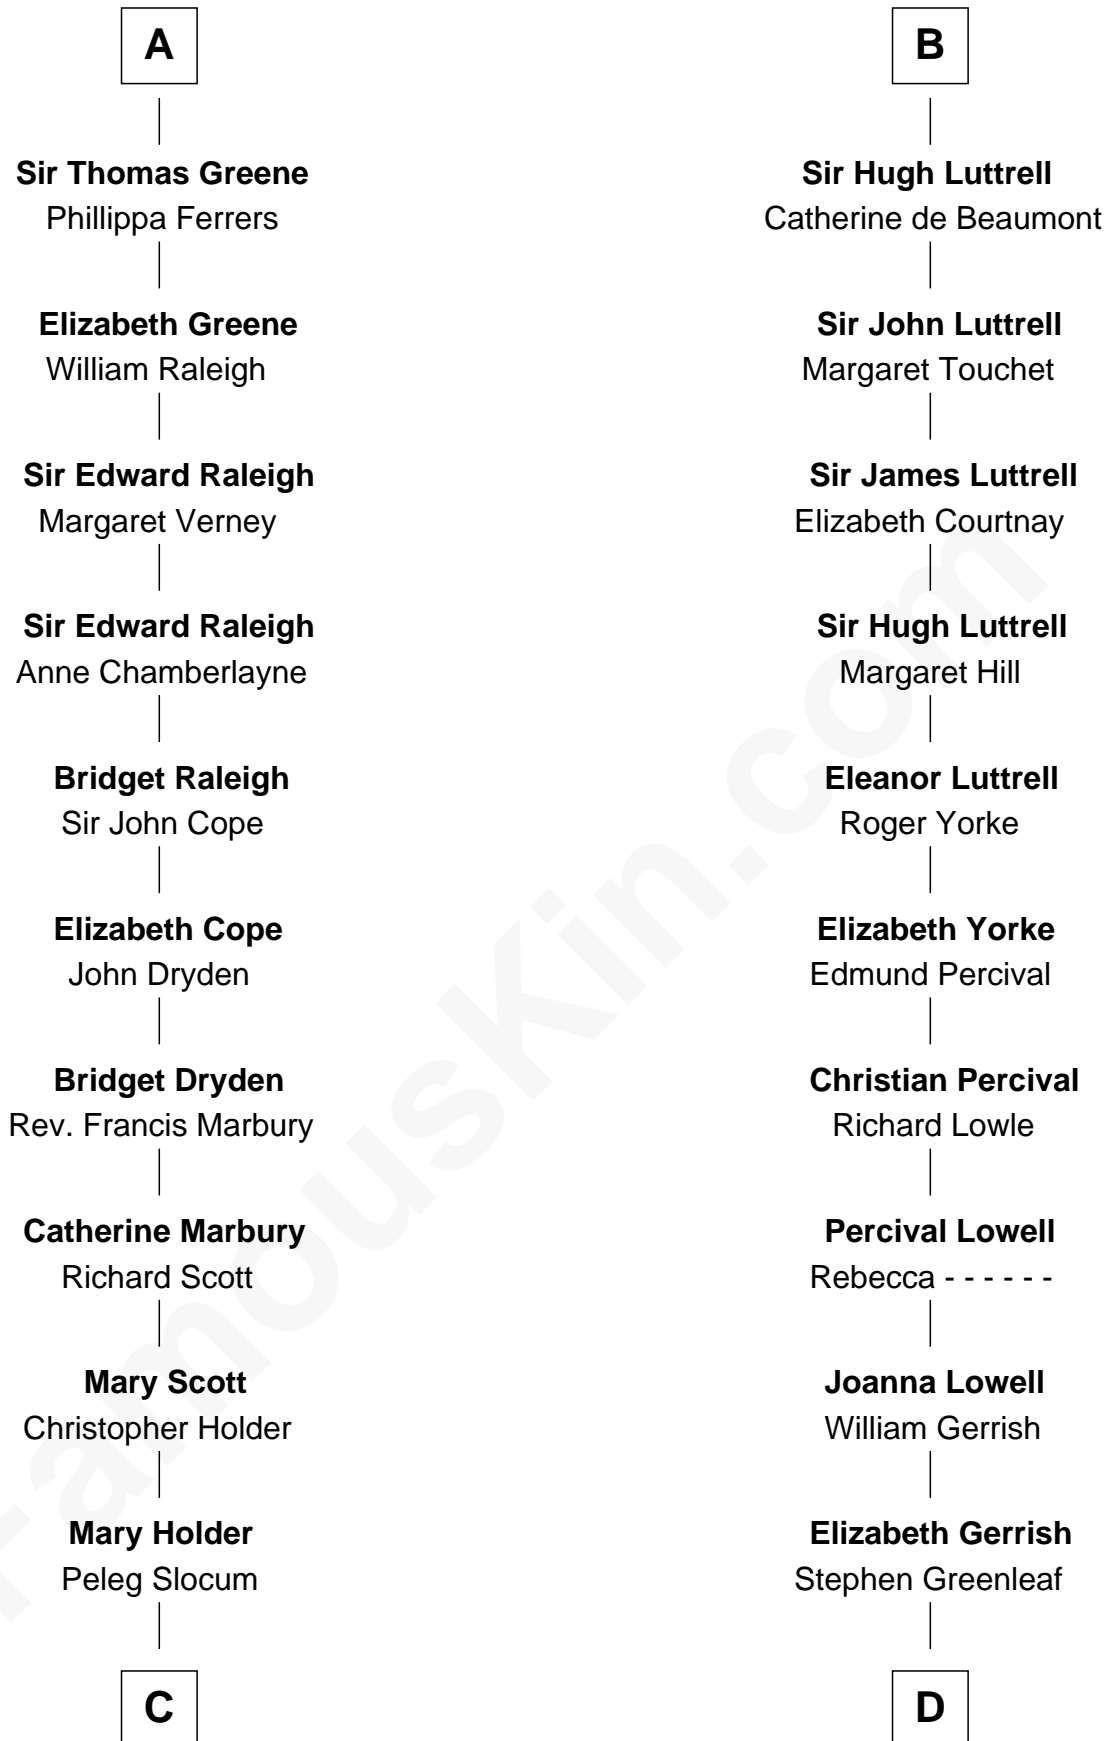 A
Sir Thomas Greene
Phillippa Ferrers
Elizabeth Greene
William Raleigh
Sir Edward Raleigh
Margaret Verney
Sir Edward Raleigh
Anne Chamberlayne
Bridget Raleigh
Sir John Cope
Elizabeth Cope
John Dryden
Bridget Dryden
Rev. Francis Marbury
Catherine Marbury
Richard Scott
Mary Scott
Christopher Holder
Mary Holder
Peleg Slocum
C
B
Sir Hugh Luttrell
Catherine de Beaumont
Sir John Luttrell
Margaret Touchet
Sir James Luttrell
Elizabeth Courtnay
Sir Hugh Luttrell
Margaret Hill
Eleanor Luttrell
Roger Yorke
Elizabeth Yorke
Edmund Percival
Christian Percival
Richard Lowle
Percival Lowell
Rebecca - - - - - -
Joanna Lowell
William Gerrish
Elizabeth Gerrish
Stephen Greenleaf
D
FamousKin.com